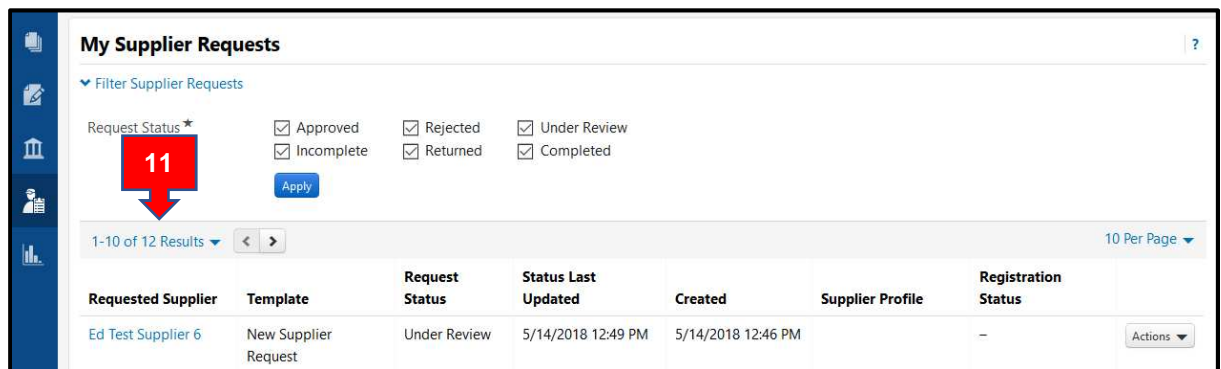 My Supplier Requests
?
Filter Supplier Requests
Request Status ★
Approved Rejected Under Review
Incomplete Returned Completed
11
Apply
1-10 of 12 Results < > 10 Per Page
Requested Supplier Template Request Status Status Last Updated Created Supplier Profile Registration Status
Ed Test Supplier 6 New Supplier Request Under Review 5/14/2018 12:49 PM 5/14/2018 12:46 PM – Actions